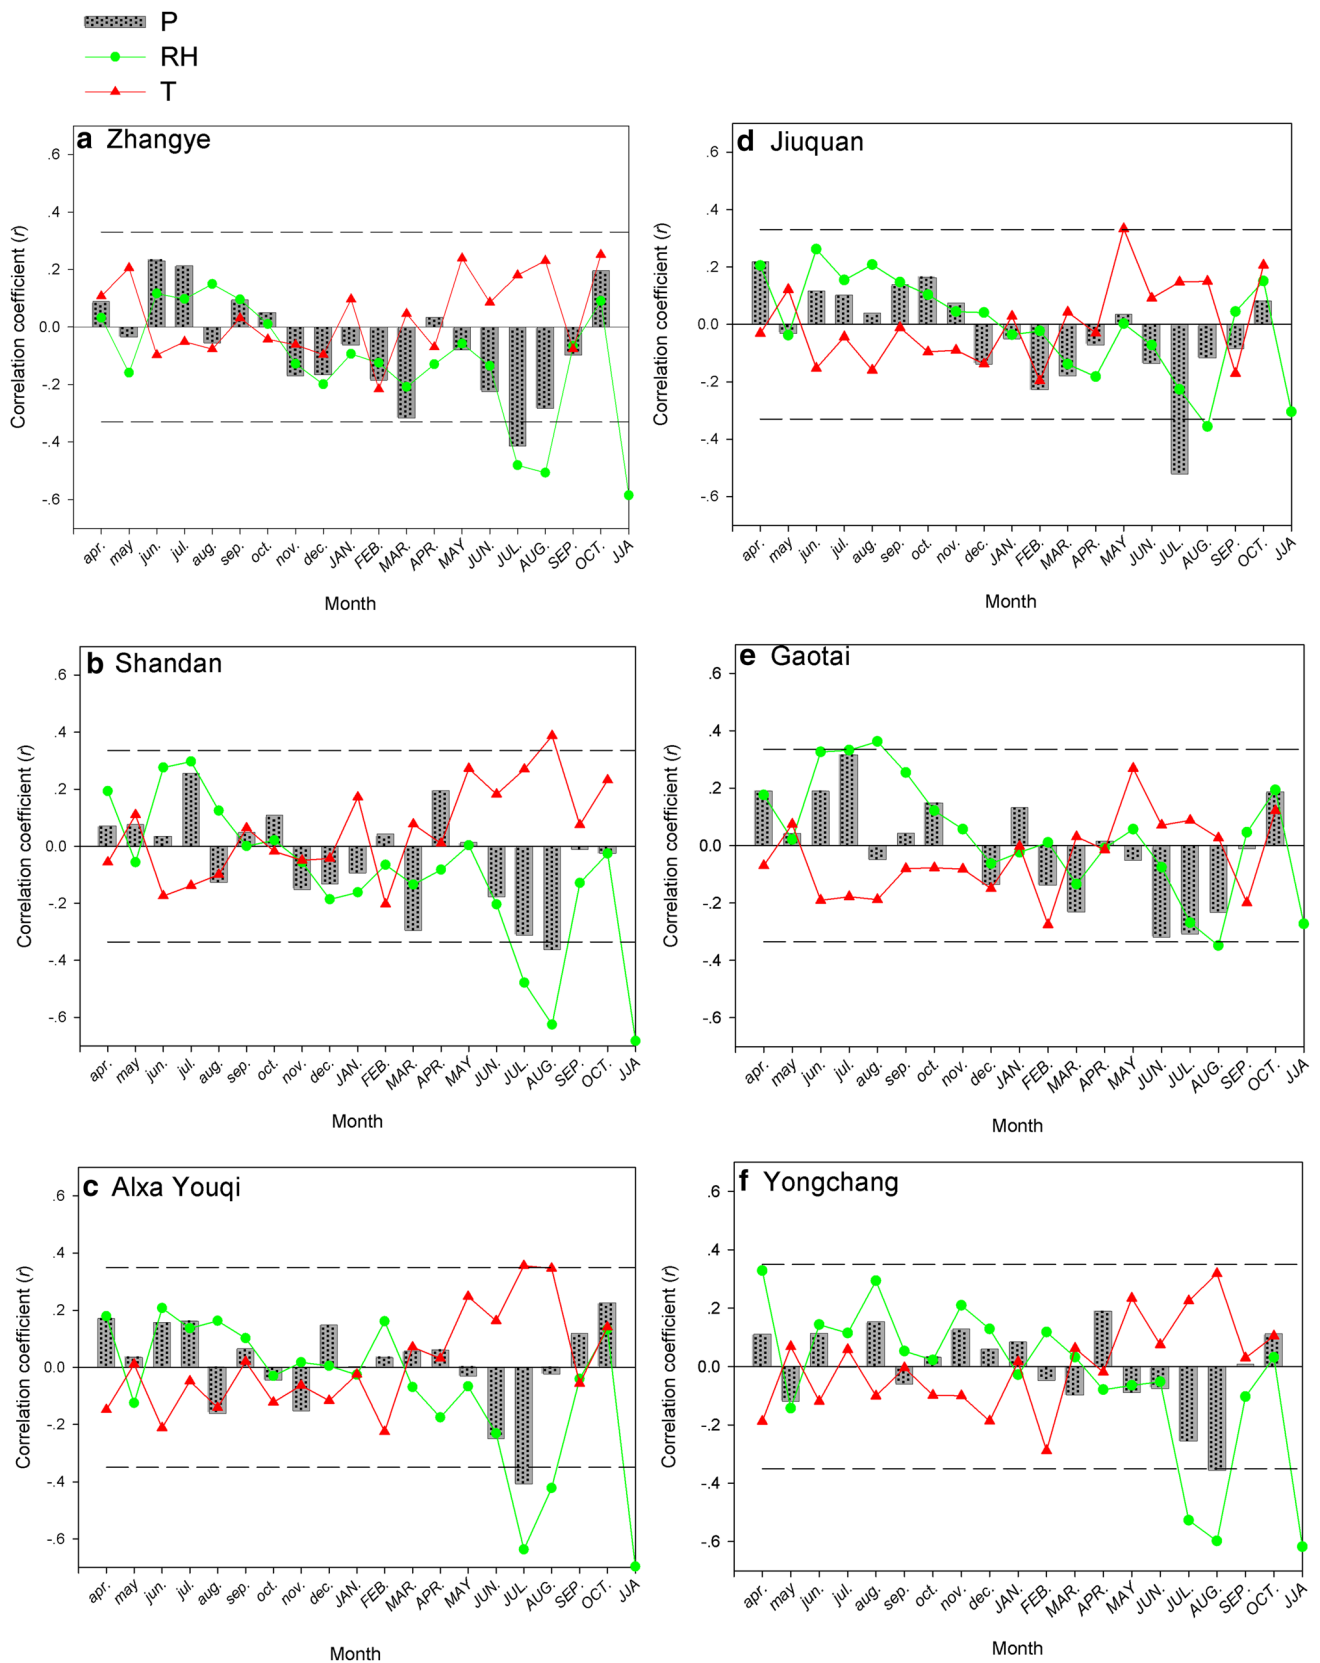 P
RH
T
a Zhangye
.6
.4
.2
0.0
-.2
-.4
-.6
Correlation coefficient (r)
apr. may jun. jul. aug. sep. oct. nov. dec. JAN. FEB. MAR. APR. MAY JUN. JUL. AUG. SEP. OCT. JJA
Month
d Jiuquan
.6
.4
.2
0.0
-.2
-.4
-.6
Correlation coefficient (r)
apr. may jun. jul. aug. sep. oct. nov. dec. JAN. FEB. MAR. APR. MAY JUN. JUL. AUG. SEP. OCT. JJA
Month
b Shandan
.6
.4
.2
0.0
-.2
-.4
-.6
Correlation coefficient (r)
apr. may jun. jul. aug. sep. oct. nov. dec. JAN. FEB. MAR. APR. MAY JUN. JUL. AUG. SEP. OCT. JJA
Month
e Gaotai
.6
.4
.2
0.0
-.2
-.4
-.6
Correlation coefficient (r)
apr. may jun. jul. aug. sep. oct. nov. dec. JAN. FEB. MAR. APR. MAY JUN. JUL. AUG. SEP. OCT. JJA
Month
c Alxa Youqi
.6
.4
.2
0.0
-.2
-.4
-.6
Correlation coefficient (r)
apr. may jun. jul. aug. sep. oct. nov. dec. JAN. FEB. MAR. APR. MAY JUN. JUL. AUG. SEP. OCT. JJA
Month
f Yongchang
.6
.4
.2
0.0
-.2
-.4
-.6
Correlation coefficient (r)
apr. may jun. jul. aug. sep. oct. nov. dec. JAN. FEB. MAR. APR. MAY JUN. JUL. AUG. SEP. OCT. JJA
Month